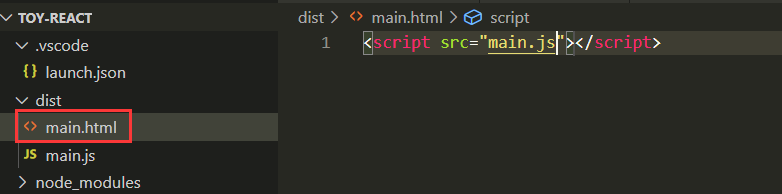 TOY-REACT
.vscode
{} launch.json
dist
<> main.html
JS main.js
node_modules
dist > <> main.html > script
1 <script src="main.js"></script>